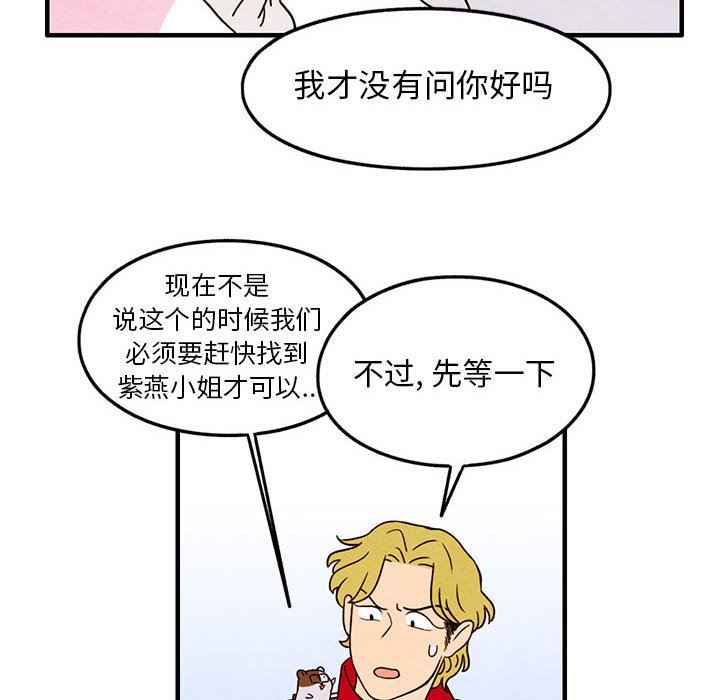 我才没有问你好吗
现在不是
说这个的时候我们
必须要赶快找到
紫燕小姐才可以..
不过, 先等一下